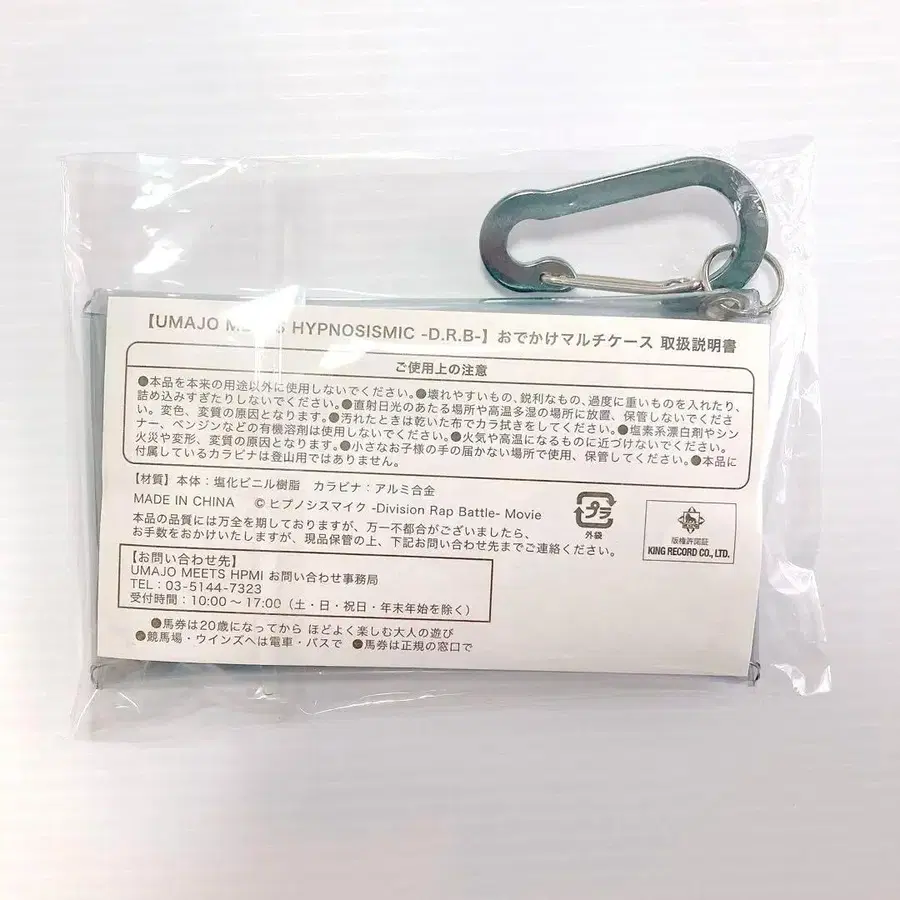 【UMAJO MEETS HYPNOSISMIC -D.R.B-】おでかけマルチケース 取扱説明書
ご使用上の注意
●本品を本来の用途以外に使用しないでください。●壊れやすいもの、鋭利なもの、過度に重いものを入れたり、
詰め込みすぎたりしないでください。●直射日光のあたる場所や高温多湿の場所に放置、保管しないでくださ
い。変色、変質の原因となります。●汚れたときは乾いた布でカラ拭きをしてください。●塩素系漂白剤やシン
ナー、ベンジンなどの有機溶剤は使用しないでください。●火気や高温になるものに近づけないでください。
火災や変形、変質の原因となります。●小さなお子様の手の届かない場所で使用、保管してください。●本品に
付属しているカラビナは登山用ではありません。
【材質】本体：塩化ビニル樹脂　カラビナ：アルミ合金
MADE IN CHINA　© ヒプノシスマイク -Division Rap Battle- Movie
本品の品質には万全を期しておりますが、万一不都合がございましたら、
お手数をおかけいたしますが、現品保管の上、下記お問い合わせ先までご連絡ください。
プラ
外袋
版権許諾証
KING RECORD CO., LTD.
【お問い合わせ先】
UMAJO MEETS HPMI お問い合わせ事務局
TEL：03-5144-7323
受付時間：10:00～17:00（土・日・祝日・年末年始を除く）
●馬券は20歳になってから ほどよく楽しむ大人の遊び
●競馬場・ウインズへは電車・バスで ●馬券は正規の窓口で